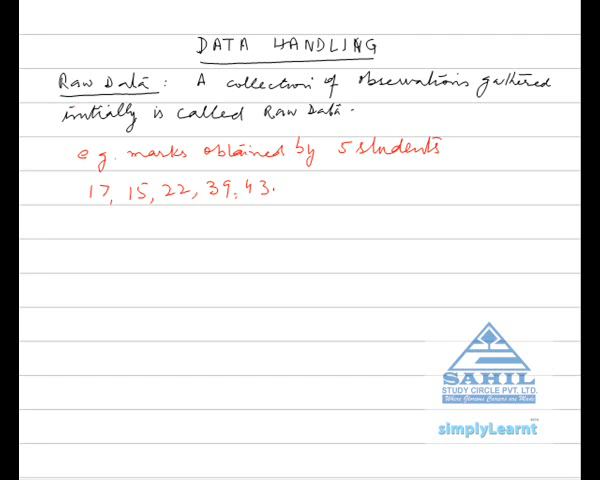 DATA HANDLING
Raw Data : A collection of observations gathered
initially is called Raw Data.
e.g. marks obtained by 5 students
17, 15, 22, 39, 43.
SAHIL
STUDY CIRCLE PVT. LTD.
Where Glorious Careers are Made
simplyLearnt